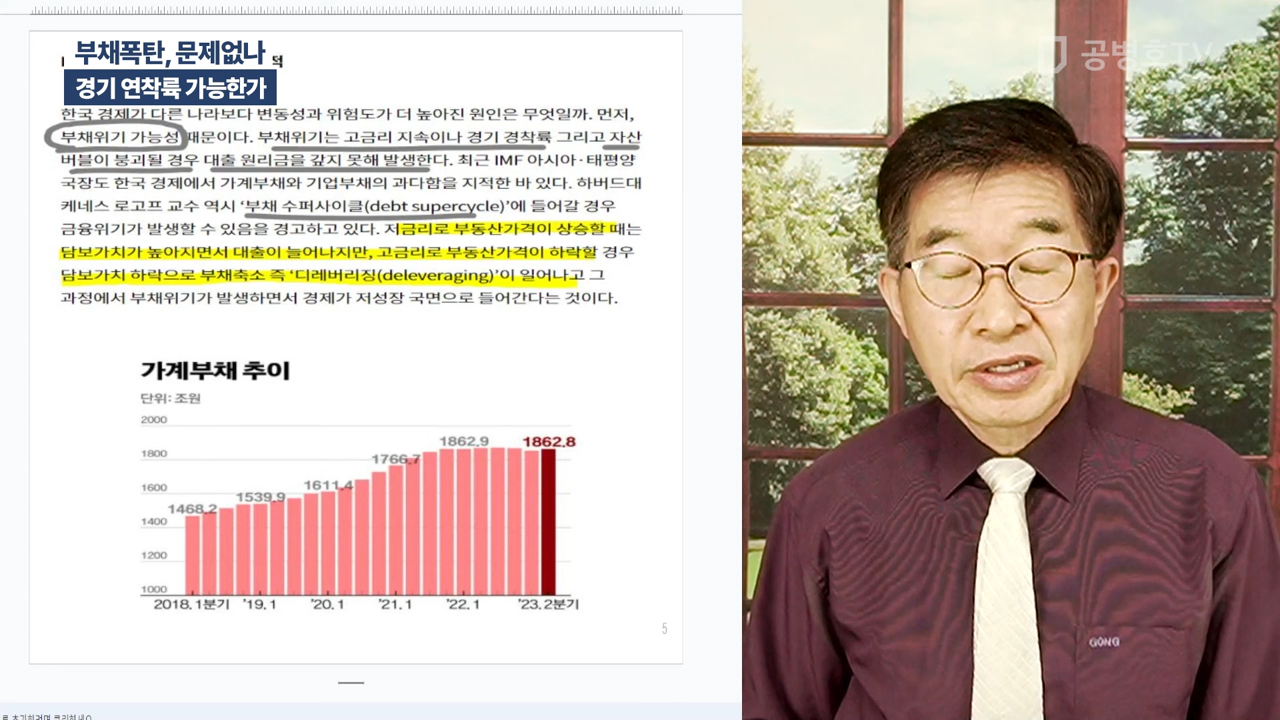 부채폭탄, 문제없나
경기 연착륙 가능한가
한국 경제가 다른 나라보다 변동성과 위험도가 더 높아진 원인은 무엇일까. 먼저,
부채위기 가능성 때문이다. 부채위기는 고금리 지속이나 경기 경착륙 그리고 자산
버블이 붕괴될 경우 대출 원리금을 갚지 못해 발생한다. 최근 IMF 아시아·태평양
국장도 한국 경제에서 가계부채와 기업부채의 과다함을 지적한 바 있다. 하버드대
케네스 로고프 교수 역시 ‘부채 수퍼사이클(debt supercycle)’에 들어갈 경우
금융위기가 발생할 수 있음을 경고하고 있다. 저금리로 부동산가격이 상승할 때는
담보가치가 높아지면서 대출이 늘어나지만, 고금리로 부동산가격이 하락할 경우
담보가치 하락으로 부채축소 즉 ‘디레버리징(deleveraging)’이 일어나고 그
과정에서 부채위기가 발생하면서 경제가 저성장 국면으로 들어간다는 것이다.
가계부채 추이
단위: 조원
2000
1800
1600
1400
1200
1000
1468.2
1539.9
1611.4
1766.7
1862.9
1862.8
2018.1분기 '19.1 '20.1 '21.1 '22.1 '23.2분기
5
공병호TV
GONG